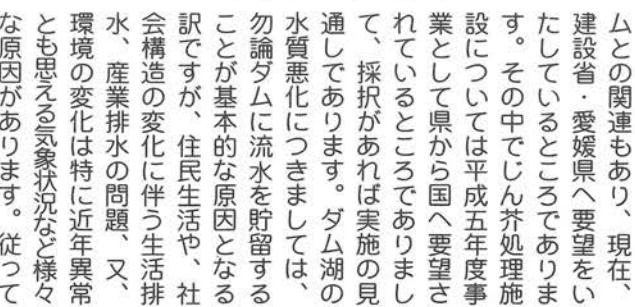 ムとの関連もあり、現在、
建設省・愛媛県へ要望をい
たしているところでありま
す。その中でじん芥処理施
設については平成五年度事
業として県から国へ要望さ
れているところでありまし
て、採択があれば実施の見
通しであります。ダム湖の
水質悪化につきましては、
勿論ダムに流水を貯留する
ことが基本的な原因となる
訳ですが、住民生活や、社
会構造の変化に伴う生活排
水、産業排水の問題、又、
環境の変化は特に近年異常
とも思える気象状況など様々
な原因があります。従って